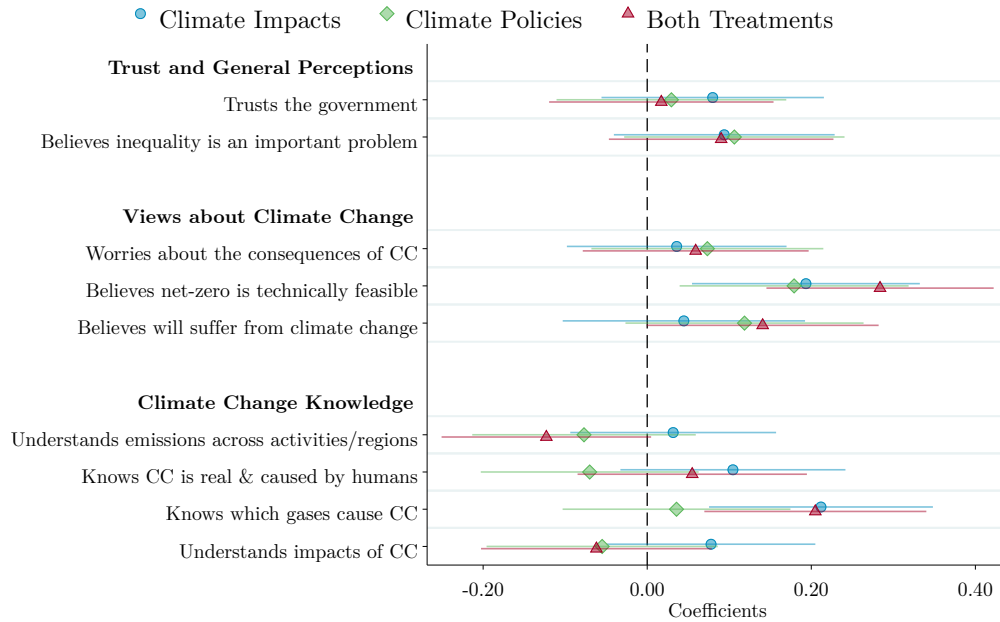 Climate Impacts Climate Policies Both Treatments
Trust and General Perceptions
Trusts the government
Believes inequality is an important problem
Views about Climate Change
Worries about the consequences of CC
Believes net-zero is technically feasible
Believes will suffer from climate change
Climate Change Knowledge
Understands emissions across activities/regions
Knows CC is real & caused by humans
Knows which gases cause CC
Understands impacts of CC
-0.20 0.00 0.20 0.40
Coefficients